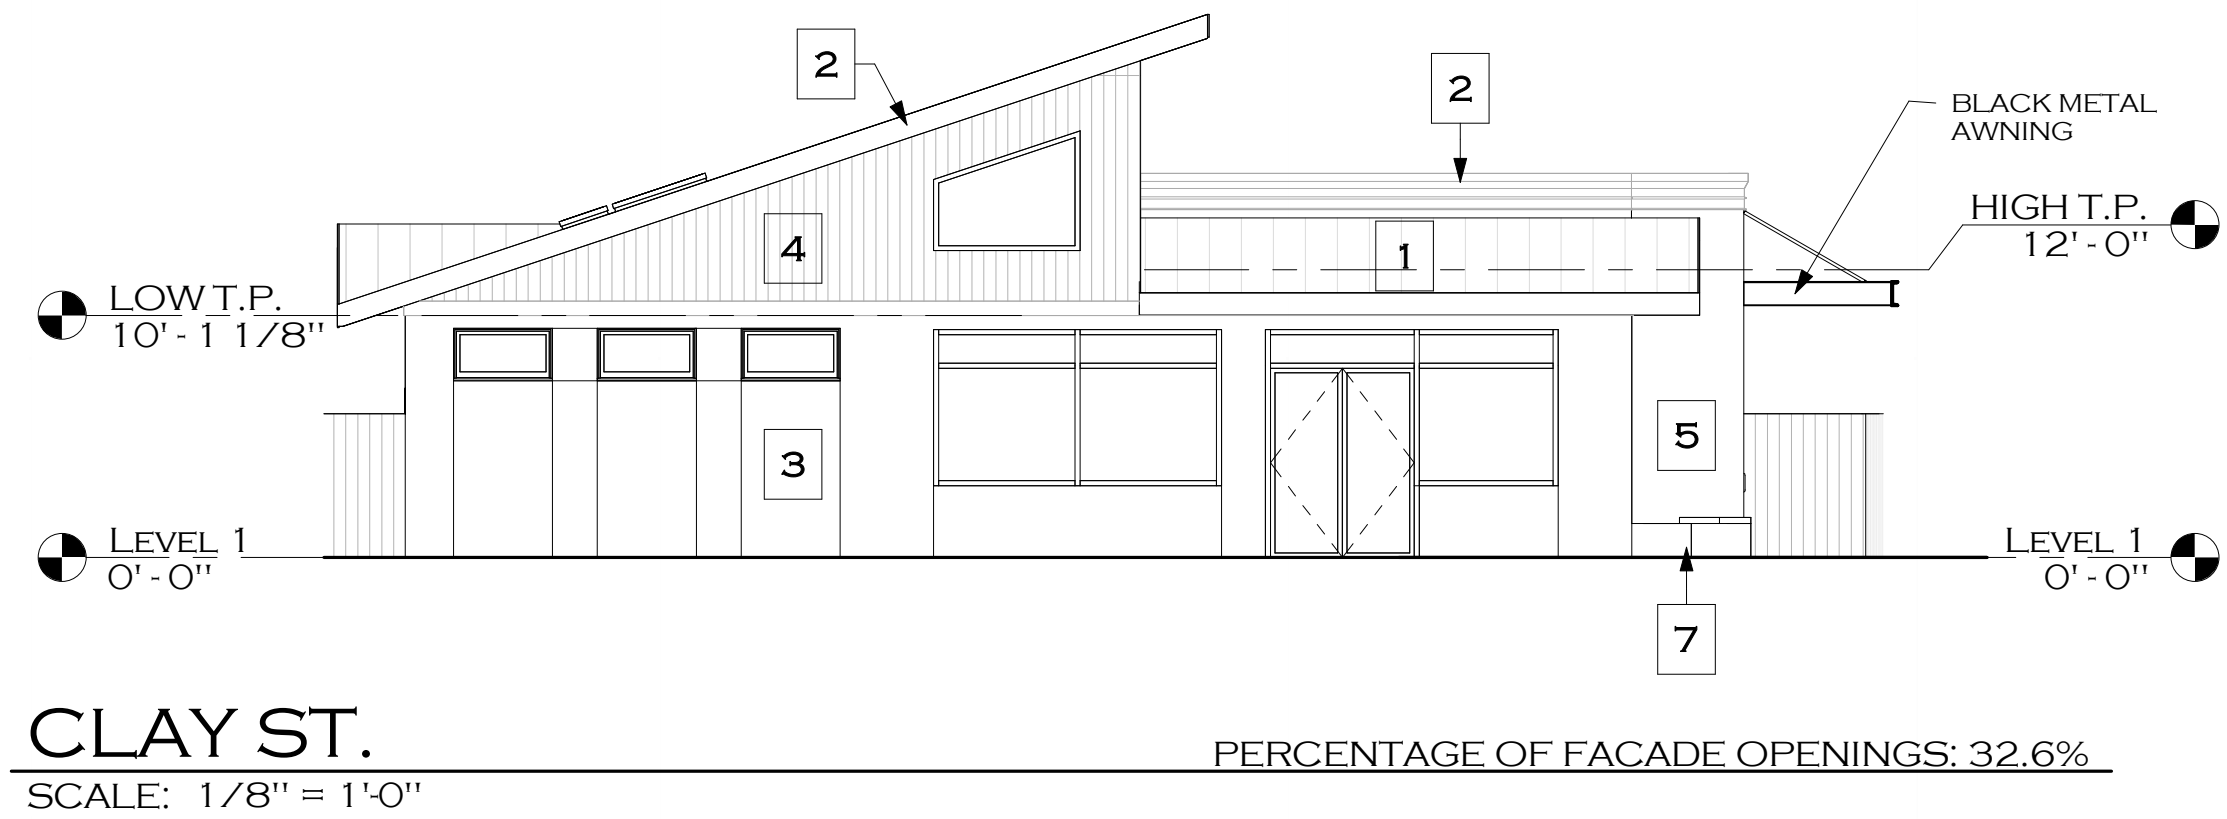 2
2
BLACK METAL
AWNING
HIGH T.P.
12' - 0"
4
1
LOW T.P.
10' - 1 1/8"
5
3
LEVEL 1
0' - 0"
LEVEL 1
0' - 0"
7
CLAY ST.
PERCENTAGE OF FACADE OPENINGS: 32.6%
SCALE: 1/8" = 1'-0"